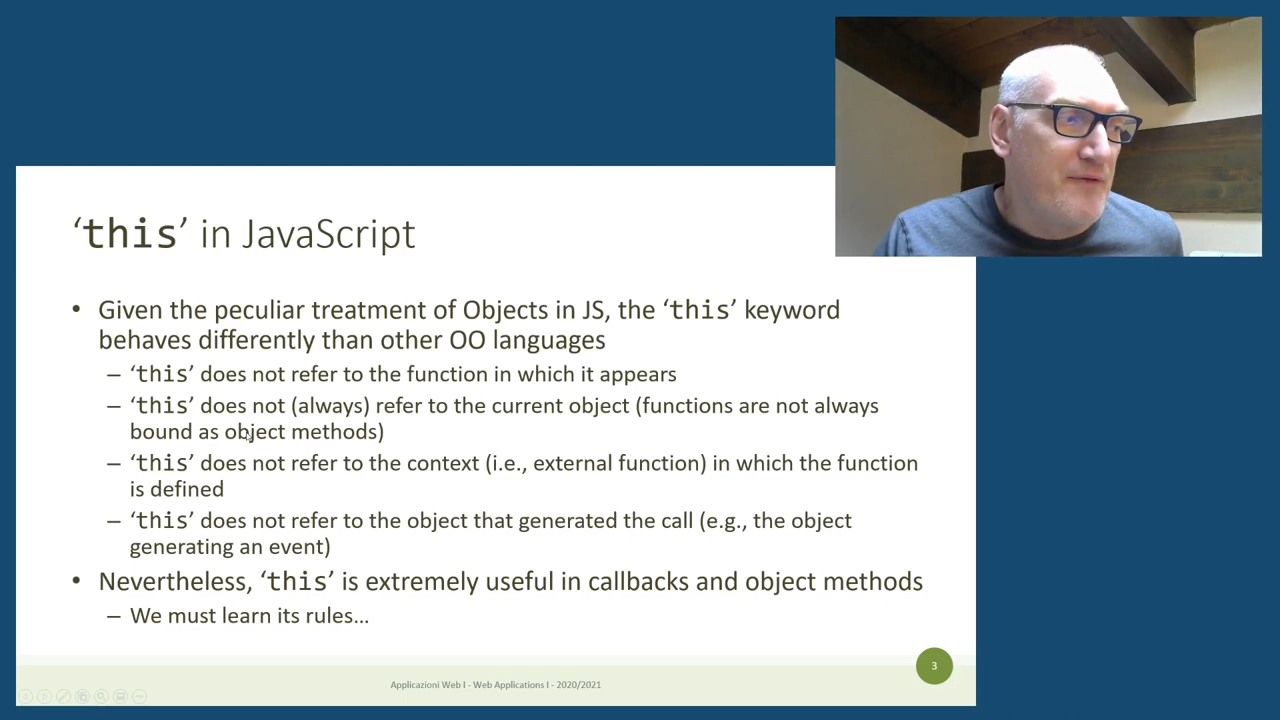 ‘this’ in JavaScript
• Given the peculiar treatment of Objects in JS, the ‘this’ keyword
behaves differently than other OO languages
– ‘this’ does not refer to the function in which it appears
– ‘this’ does not (always) refer to the current object (functions are not always
bound as object methods)
– ‘this’ does not refer to the context (i.e., external function) in which the function
is defined
– ‘this’ does not refer to the object that generated the call (e.g., the object
generating an event)
• Nevertheless, ‘this’ is extremely useful in callbacks and object methods
– We must learn its rules…
Applicazioni Web I - Web Applications I - 2020/2021
3